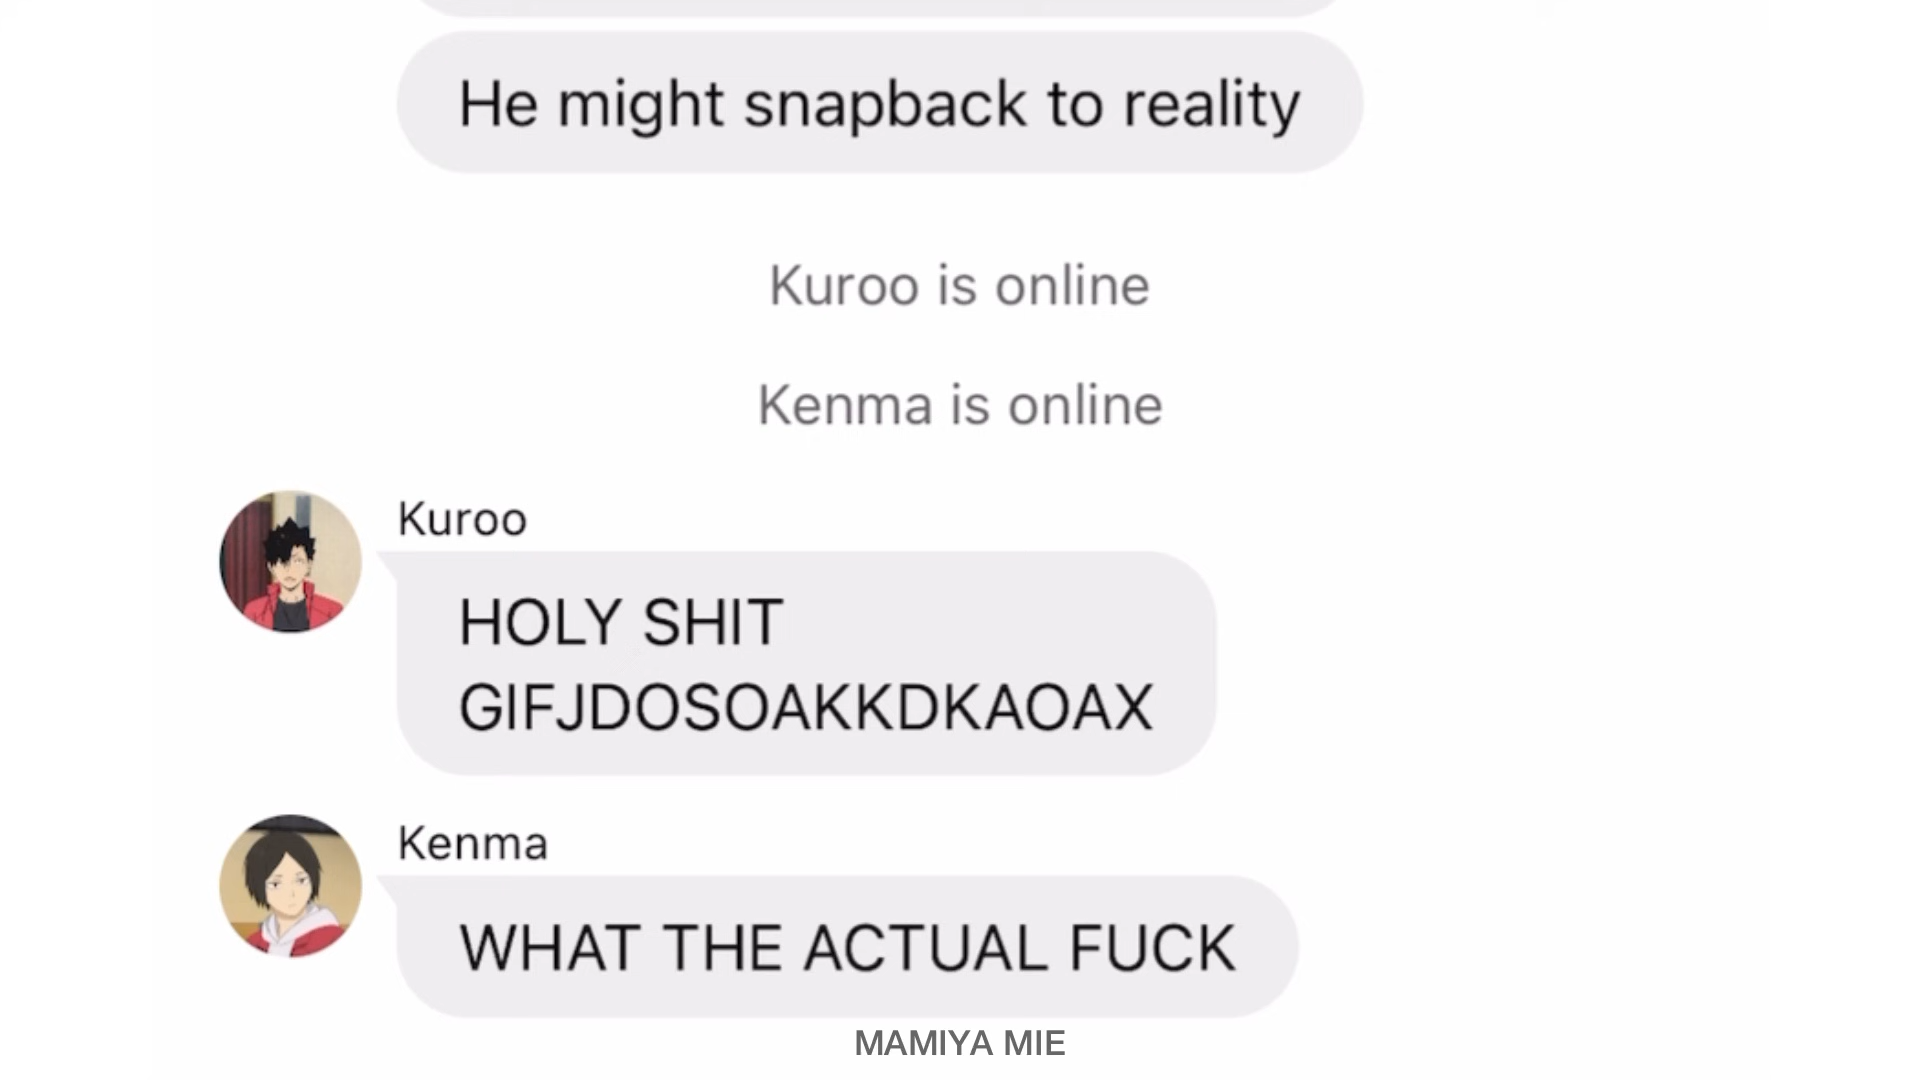 He might snapback to reality
Kuroo is online
Kenma is online
Kuroo
HOLY SHIT
GIFJDOSOAKKDKAOAX
Kenma
WHAT THE ACTUAL FUCK
MAMIYA MIE